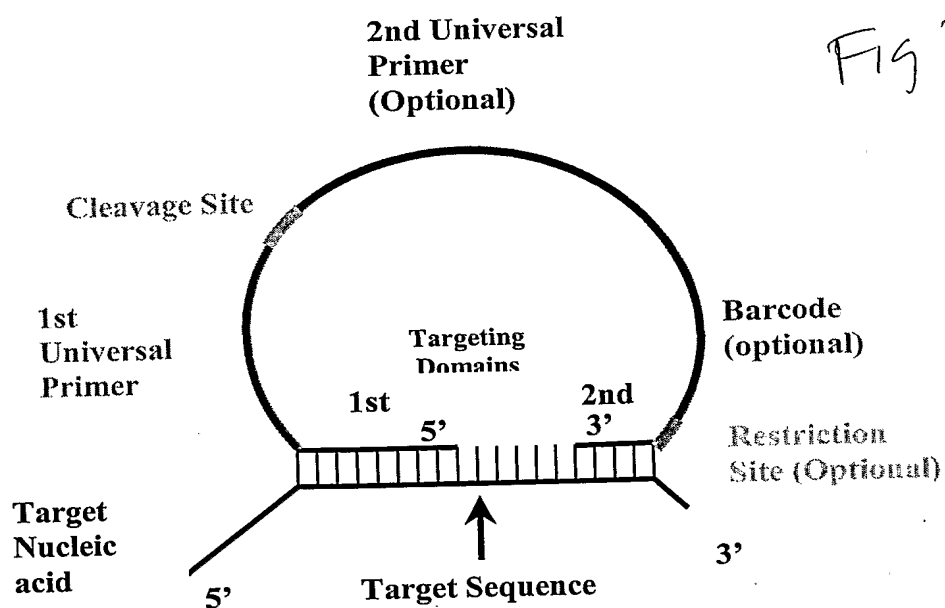 2nd Universal
Primer
(Optional)
Fig
Cleavage Site
1st
Universal
Primer
Targeting
Domains
Barcode
(optional)
1st
2nd
5’
3’
Restriction
Site (Optional)
Target
Nucleic
acid
5’
Target Sequence
3’